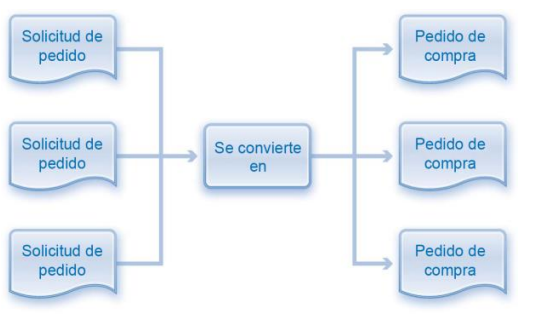 Solicitud de
pedido
Solicitud de
pedido
Solicitud de
pedido
Se convierte
en
Pedido de
compra
Pedido de
compra
Pedido de
compra